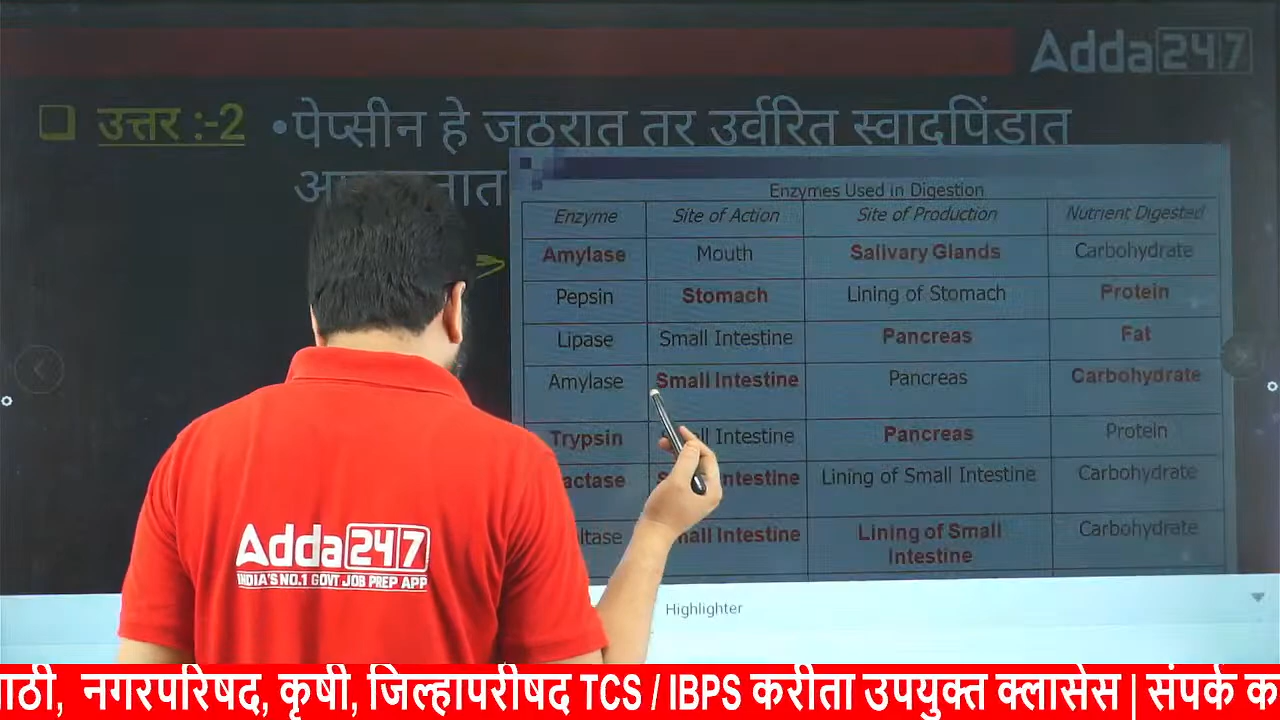 Adda247
उत्तर :-2 •पेप्सीन हे जठरात तर उर्वरित स्वादपिंडात
Enzymes Used in Digestion
Enzyme Site of Action Site of Production Nutrient Digested
Amylase Mouth Salivary Glands Carbohydrate
Pepsin Stomach Lining of Stomach Protein
Lipase Small Intestine Pancreas Fat
Amylase Small Intestine Pancreas Carbohydrate
Trypsin Intestine Pancreas Protein
Lining of Small Intestine Carbohydrate
Lining of Small Carbohydrate
Intestine
Adda247
INDIA'S NO.1 GOVT JOB PREP APP
Highlighter
नगरपरिषद, कृषी, जिल्हापरीषद TCS / IBPS करीता उपयुक्त क्लासेस | संपर्क